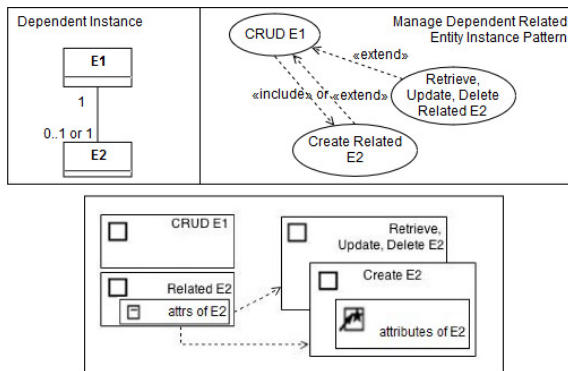 Dependent Instance
E1
1
0..1 or 1
E2
Manage Dependent Related
Entity Instance Pattern
CRUD E1
«extend»
«include» or «extend»
Retrieve,
Update, Delete
Related E2
Create Related
E2
CRUD E1
Related E2
attrs of E2
Retrieve,
Update, Delete E2
Create E2
attributes of E2